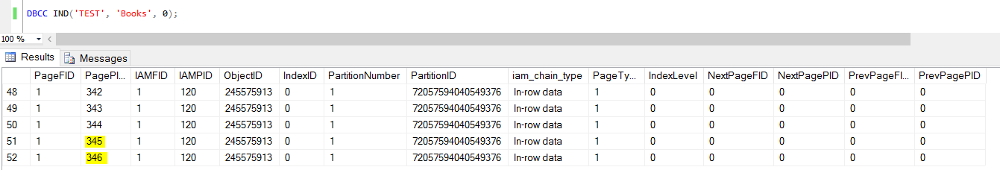 DBCC IND('TEST', 'Books', 0);
100 %
Results Messages
PageFID PagePI... IAMFID IAMPID ObjectID IndexID PartitionNumber PartitionID iam_chain_type PageTy... IndexLevel NextPageFID NextPagePID PrevPageFI... PrevPagePID
48 1 342 1 120 245575913 0 1 72057594040549376 In-row data 1 0 0 0 0 0
49 1 343 1 120 245575913 0 1 72057594040549376 In-row data 1 0 0 0 0 0
50 1 344 1 120 245575913 0 1 72057594040549376 In-row data 1 0 0 0 0 0
51 1 345 1 120 245575913 0 1 72057594040549376 In-row data 1 0 0 0 0 0
52 1 346 1 120 245575913 0 1 72057594040549376 In-row data 1 0 0 0 0 0